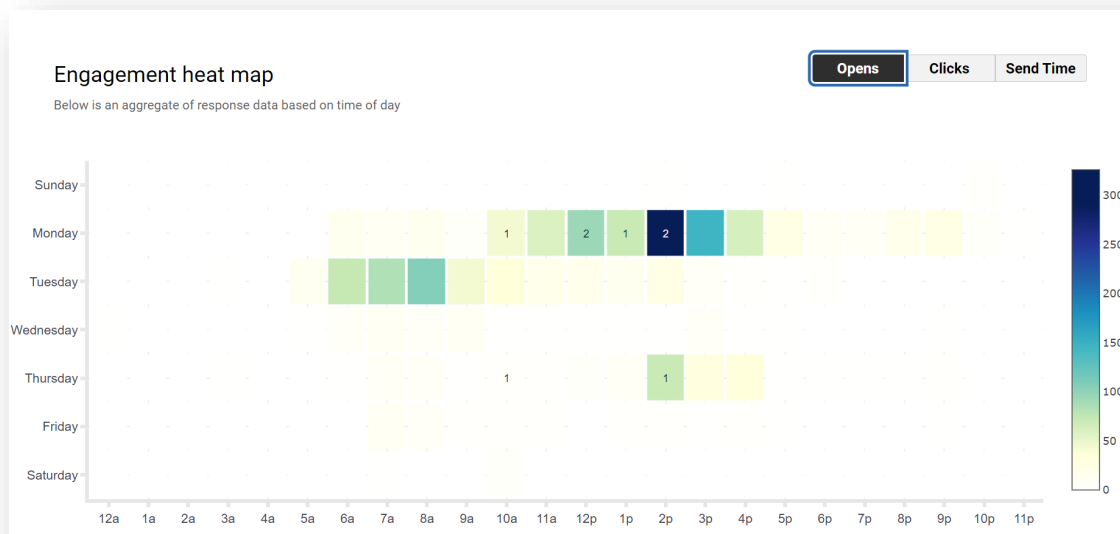 Engagement heat map
Opens Clicks Send Time
Below is an aggregate of response data based on time of day
Sunday
Monday 1 2 1 2
Tuesday
Wednesday
Thursday 1 1
Friday
Saturday
12a 1a 2a 3a 4a 5a 6a 7a 8a 9a 10a 11a 12p 1p 2p 3p 4p 5p 6p 7p 8p 9p 10p 11p
300
250
200
150
100
50
0